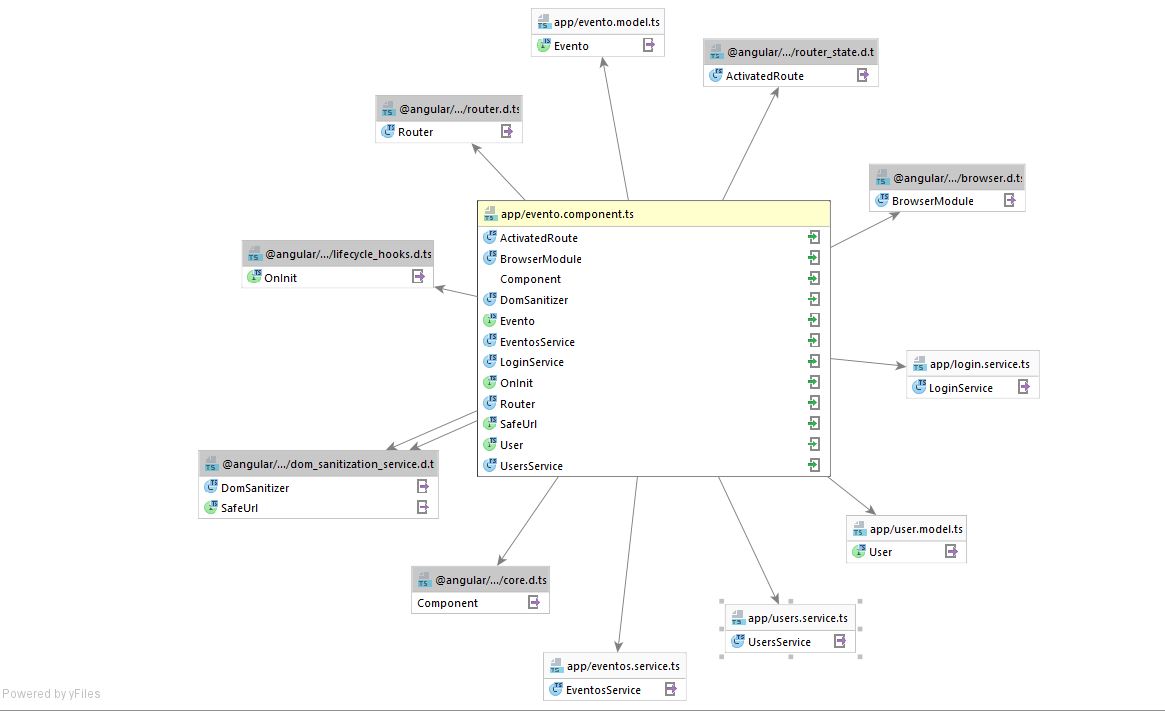 app/evento.model.ts
Evento
@angular/.../router_state.d.t
ActivatedRoute
@angular/.../router.d.ts
Router
@angular/.../browser.d.ts
BrowserModule
app/evento.component.ts
ActivatedRoute
BrowserModule
Component
DomSanitizer
Evento
EventosService
LoginService
OnInit
Router
SafeUrl
User
UsersService
@angular/.../lifecycle_hooks.d.ts
OnInit
app/login.service.ts
LoginService
@angular/.../dom_sanitization_service.d.t
DomSanitizer
SafeUrl
app/user.model.ts
User
@angular/.../core.d.ts
Component
app/users.service.ts
UsersService
app/eventos.service.ts
EventosService
Powered by yFiles